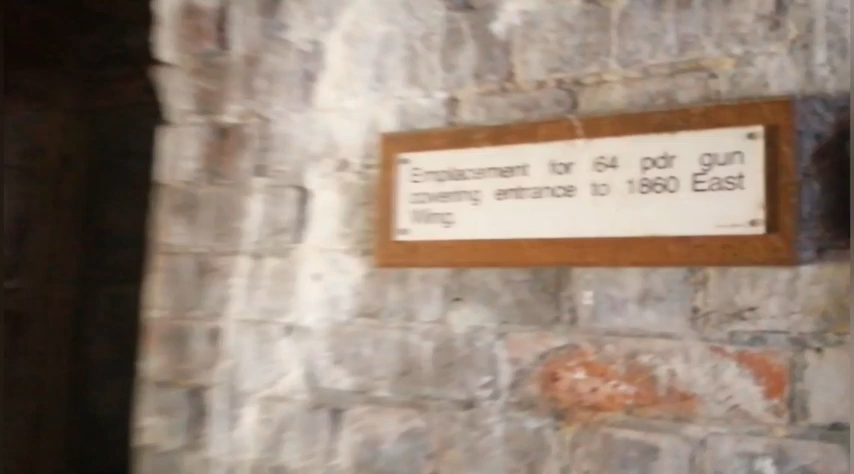 Emplacement for 64 pdr gun
covering entrance to 1860 East
Wing.